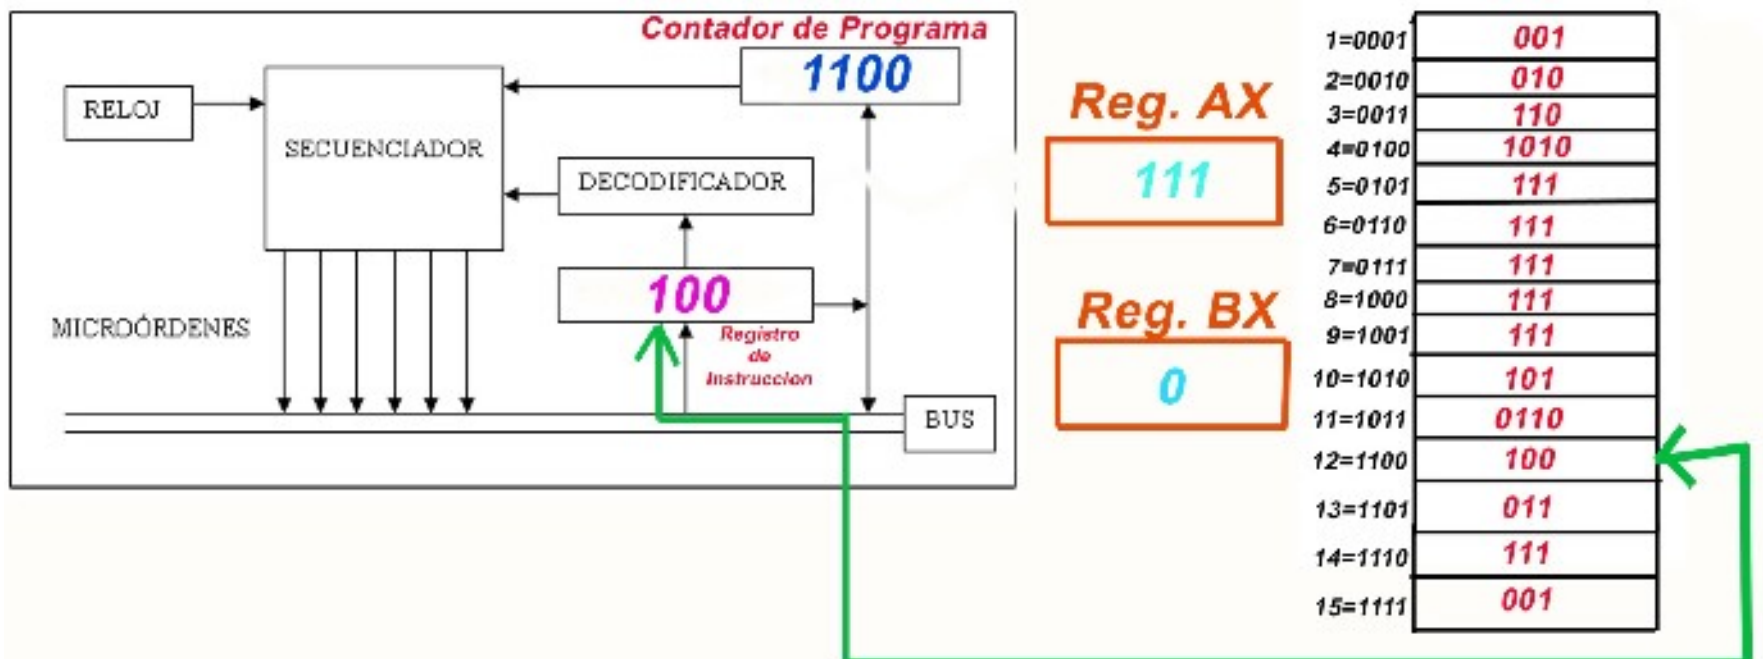 Contador de Programa
1100
RELOJ
SECUENCIADOR
DECODIFICADOR
100
Registro
de
Instruccion
MICROÓRDENES
BUS
Reg. AX
111
Reg. BX
0
1=0001 001
2=0010 010
3=0011 110
4=0100 1010
5=0101 111
6=0110 111
7=0111 111
8=1000 111
9=1001 111
10=1010 101
11=1011 0110
12=1100 100
13=1101 011
14=1110 111
15=1111 001